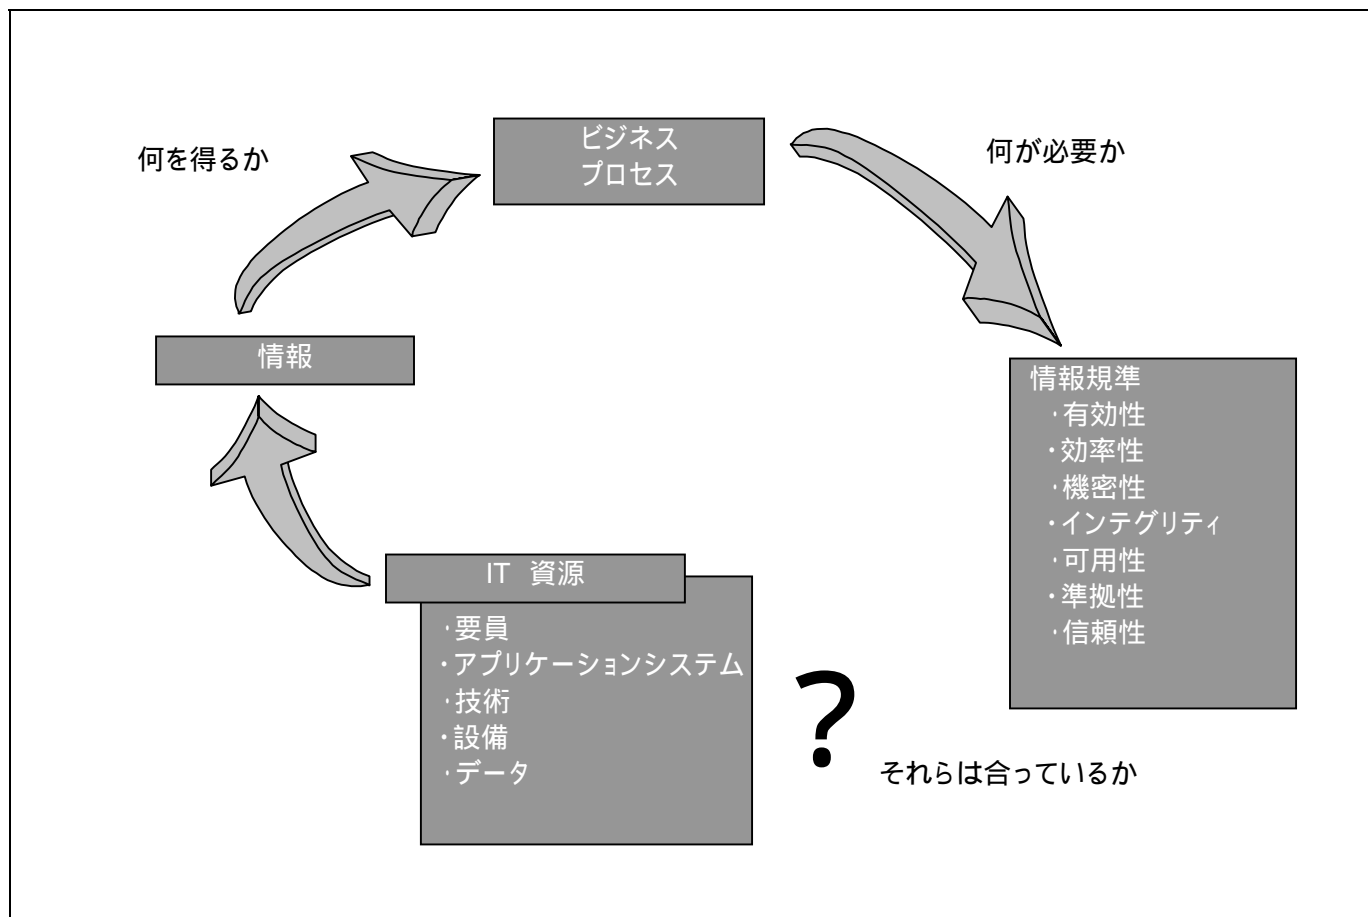 何を得るか
ビジネス
プロセス
何が必要か
情報
情報規準
・有効性
・効率性
・機密性
・インテグリティ
・可用性
・準拠性
・信頼性
IT 資源
・要員
・アプリケーションシステム
・技術
・設備
・データ
?
それらは合っているか